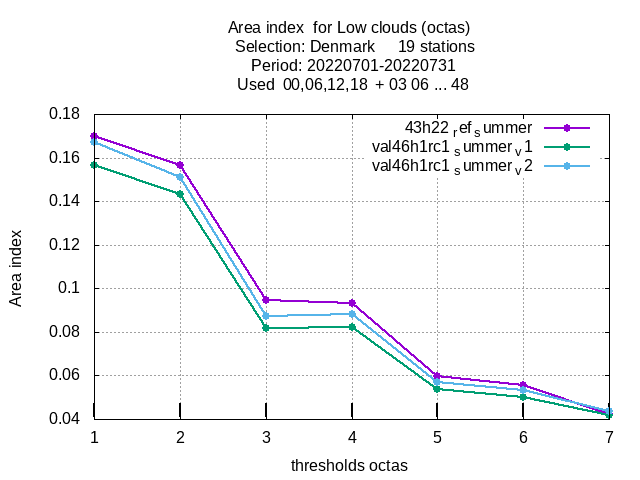 Area index  for Low clouds (octas)
Selection: Denmark     19 stations
Period: 20220701-20220731
Used  00,06,12,18  + 03 06 ... 48
0.18
0.16
0.14
0.12
0.1
0.08
0.06
0.04
Area index
43h22 ref summer
val46h1rc1 summer v1
val46h1rc1 summer v2
1 2 3 4 5 6 7
thresholds octas